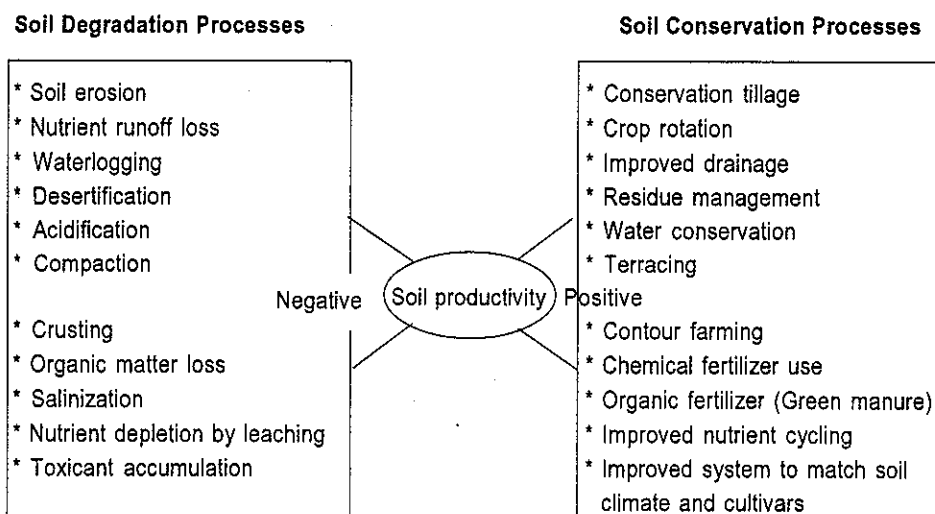 Soil Degradation Processes
* Soil erosion
* Nutrient runoff loss
* Waterlogging
* Desertification
* Acidification
* Compaction
Negative
* Crusting
* Organic matter loss
* Salinization
* Nutrient depletion by leaching
* Toxicant accumulation
Soil productivity
Soil Conservation Processes
* Conservation tillage
* Crop rotation
* Improved drainage
* Residue management
* Water conservation
* Terracing
Positive
* Contour farming
* Chemical fertilizer use
* Organic fertilizer (Green manure)
* Improved nutrient cycling
* Improved system to match soil
climate and cultivars